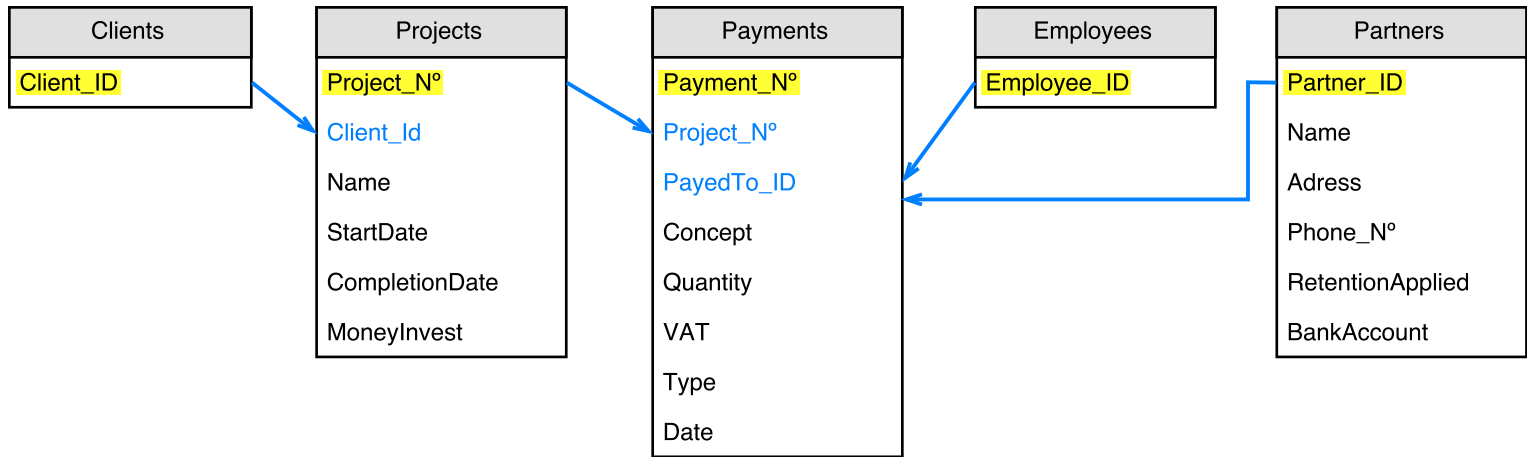 Clients
Client_ID
Projects
Project_Nº
Client_Id
Name
StartDate
CompletionDate
MoneyInvest
Payments
Payment_Nº
Project_Nº
PayedTo_ID
Concept
Quantity
VAT
Type
Date
Employees
Employee_ID
Partners
Partner_ID
Name
Adress
Phone_Nº
RetentionApplied
BankAccount